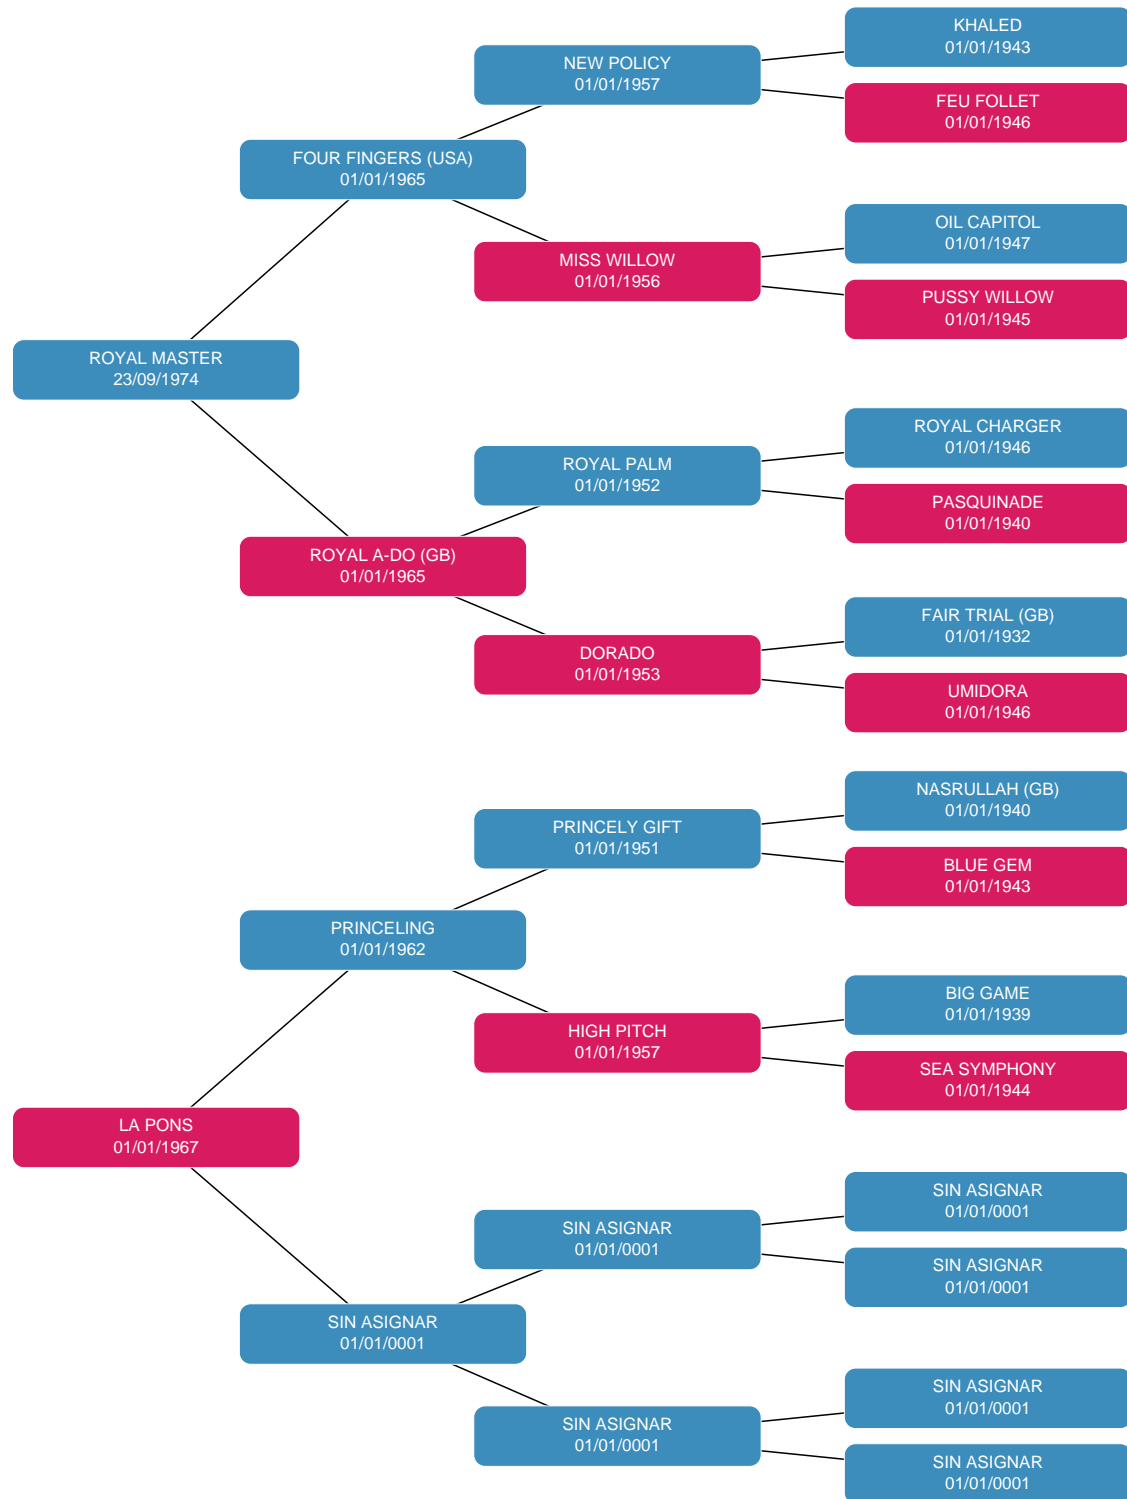 KHALED
01/01/1943
NEW POLICY
01/01/1957
FEU FOLLET
01/01/1946
FOUR FINGERS (USA)
01/01/1965
OIL CAPITOL
01/01/1947
MISS WILLOW
01/01/1956
PUSSY WILLOW
01/01/1945
ROYAL MASTER
23/09/1974
ROYAL CHARGER
01/01/1946
ROYAL PALM
01/01/1952
PASQUINADE
01/01/1940
ROYAL A-DO (GB)
01/01/1965
FAIR TRIAL (GB)
01/01/1932
DORADO
01/01/1953
UMIDORA
01/01/1946
NASRULLAH (GB)
01/01/1940
PRINCELY GIFT
01/01/1951
BLUE GEM
01/01/1943
PRINCELING
01/01/1962
BIG GAME
01/01/1939
HIGH PITCH
01/01/1957
SEA SYMPHONY
01/01/1944
LA PONS
01/01/1967
SIN ASIGNAR
01/01/0001
SIN ASIGNAR
01/01/0001
SIN ASIGNAR
01/01/0001
SIN ASIGNAR
01/01/0001
SIN ASIGNAR
01/01/0001
SIN ASIGNAR
01/01/0001
SIN ASIGNAR
01/01/0001